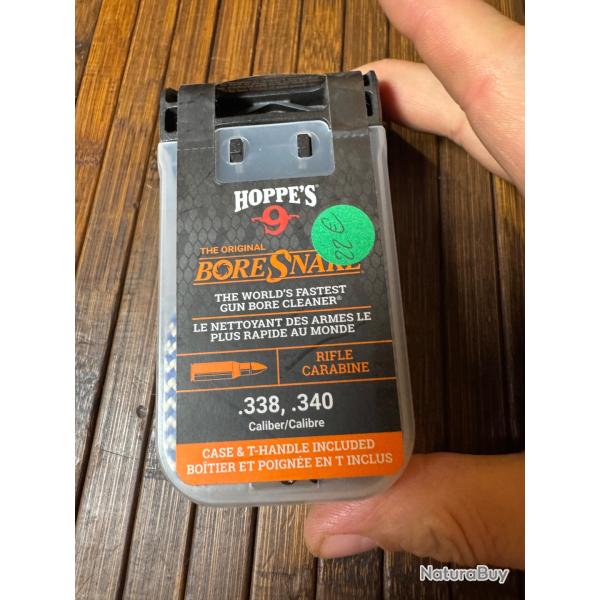 HOPPE'S
9
THE ORIGINAL
22€
BORESNAKE
THE WORLD'S FASTEST
GUN BORE CLEANER®
LE NETTOYANT DES ARMES LE
PLUS RAPIDE AU MONDE
RIFLE
CARABINE
.338, .340
Caliber/Calibre
CASE & T-HANDLE INCLUDED
BOÎTIER ET POIGNÉE EN T INCLUS
NaturaBuy